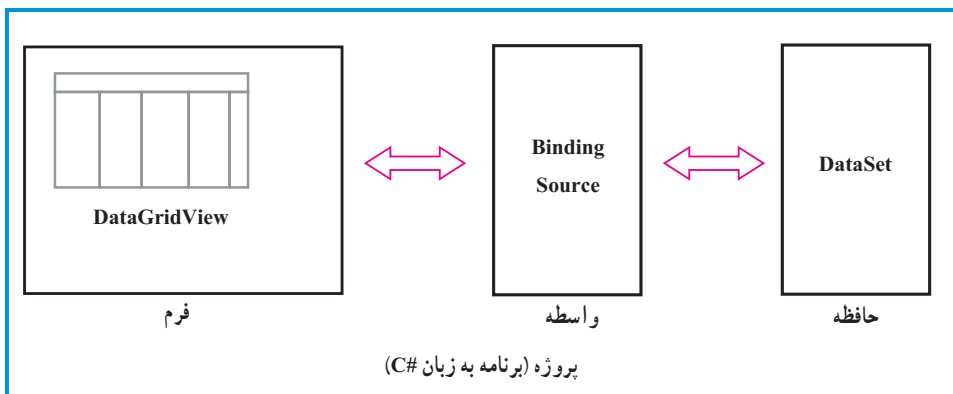 DataGridView
Binding
Source
DataSet
فرم
واسطه
حافظه
پروژه (برنامه به زبان C#)